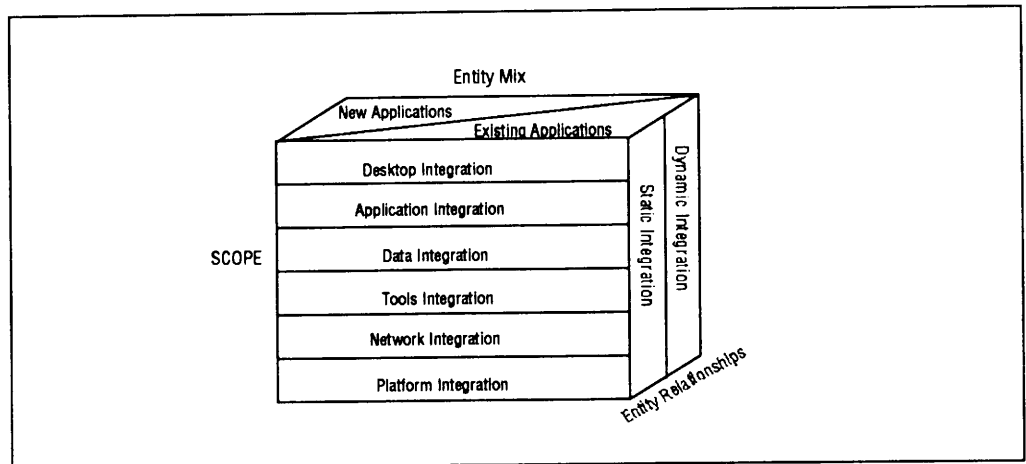 Entity Mix
New Applications
Existing Applications
Desktop Integration
Application Integration
SCOPE
Data Integration
Tools Integration
Network Integration
Platform Integration
Static Integration
Dynamic Integration
Entity Relationships